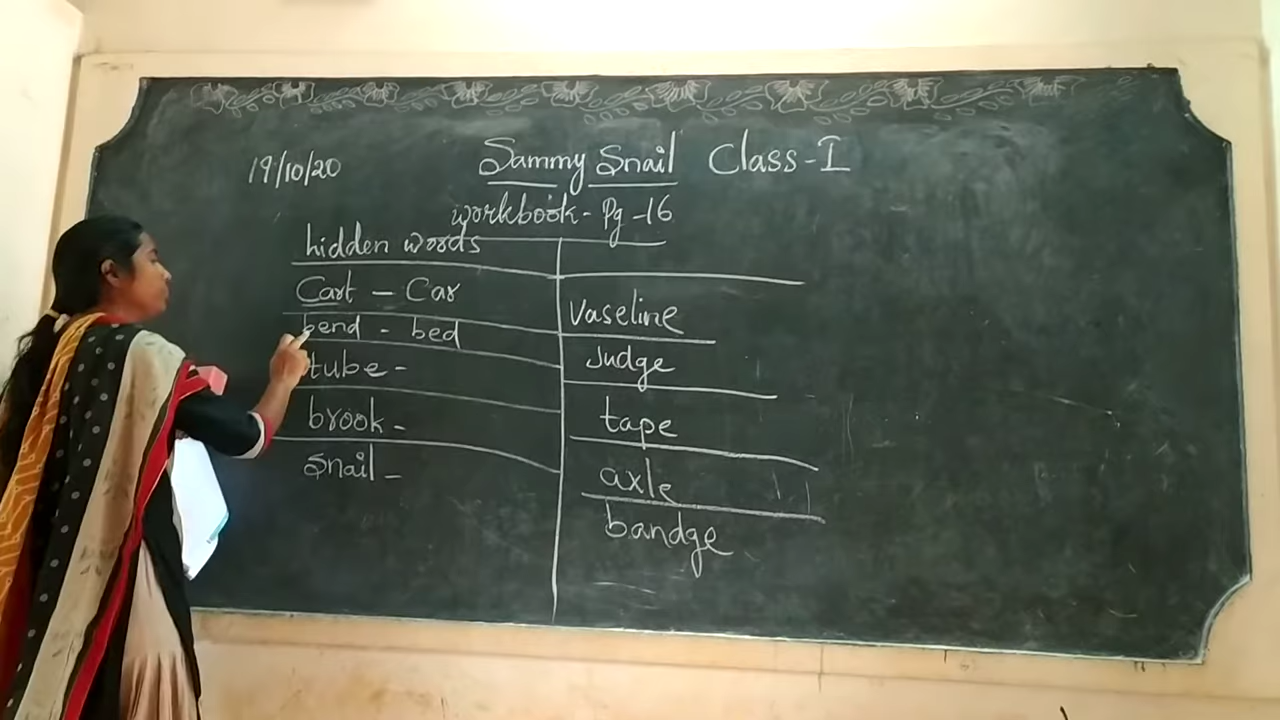 19/10/20
Sammy Snail Class-I
workbook - Pg -16
hidden words
Cart - Car
bend - bed
tube -
brook -
Snail -
Vaseline
Judge
tape
axle
bandge